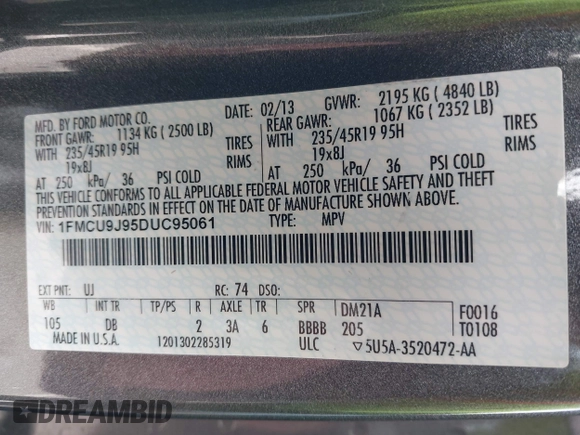 MFD. BY FORD MOTOR CO. DATE: 02/13 GVWR: 2195 KG ( 4840 LB)
FRONT GAWR: 1134 KG ( 2500 LB) REAR GAWR: 1067 KG ( 2352 LB)
WITH 235/45R19 95H TIRES WITH 235/45R19 95H TIRES
19x8J RIMS 19x8J RIMS
AT 250 kPa/ 36 PSI COLD AT 250 kPa/ 36 PSI COLD
THIS VEHICLE CONFORMS TO ALL APPLICABLE FEDERAL MOTOR VEHICLE SAFETY AND THEFT
PREVENTION STANDARDS IN EFFECT ON THE DATE OF MANUFACTURE SHOWN ABOVE.
VIN: 1FMCU9J95DUC95061 TYPE: MPV
EXT PNT: UJ RC: 74 DSO:
WB INT TR TP/PS R AXLE TR SPR DM21A F0016
105 DB 2 3A 6 BBBB 205 T0108
MADE IN U.S.A. 1201302285319 ULC ▽5U5A-3520472-AA
DREAMBID